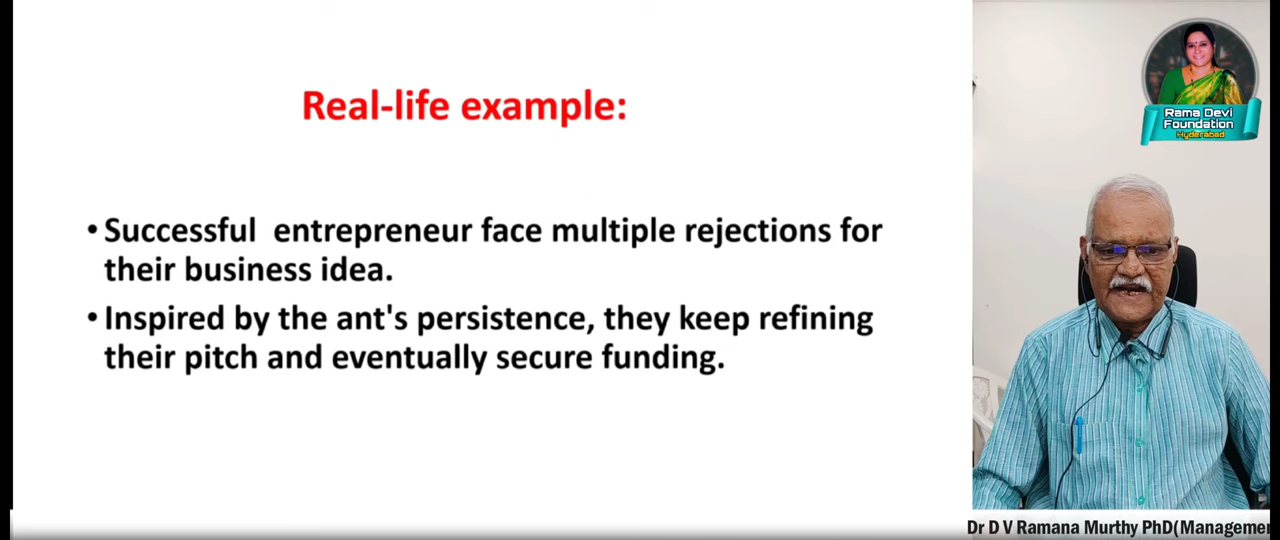 Real-life example:
• Successful entrepreneur face multiple rejections for
their business idea.
• Inspired by the ant's persistence, they keep refining
their pitch and eventually secure funding.
Rama Devi
Foundation
Hyderabad
Dr D V Ramana Murthy PhD(Manageme